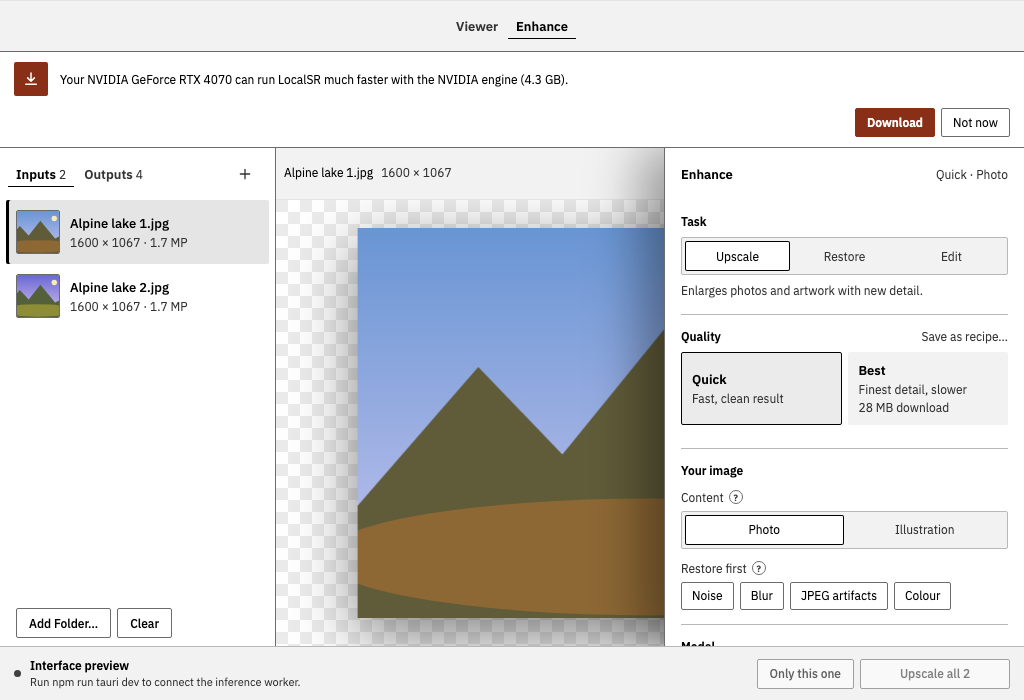 Viewer Enhance
Your NVIDIA GeForce RTX 4070 can run LocalSR much faster with the NVIDIA engine (4.3 GB).
Download Not now
Inputs 2 Outputs 4 +
Alpine lake 1.jpg
1600 × 1067 · 1.7 MP
Alpine lake 2.jpg
1600 × 1067 · 1.7 MP
Add Folder... Clear
Alpine lake 1.jpg 1600 × 1067
Enhance Quick · Photo
Task
Upscale Restore Edit
Enlarges photos and artwork with new detail.
Quality Save as recipe...
Quick
Fast, clean result
Best
Finest detail, slower
28 MB download
Your image
Content ?
Photo Illustration
Restore first ?
Noise Blur JPEG artifacts Colour
Model
Interface preview
Run npm run tauri dev to connect the inference worker.
Only this one Upscale all 2